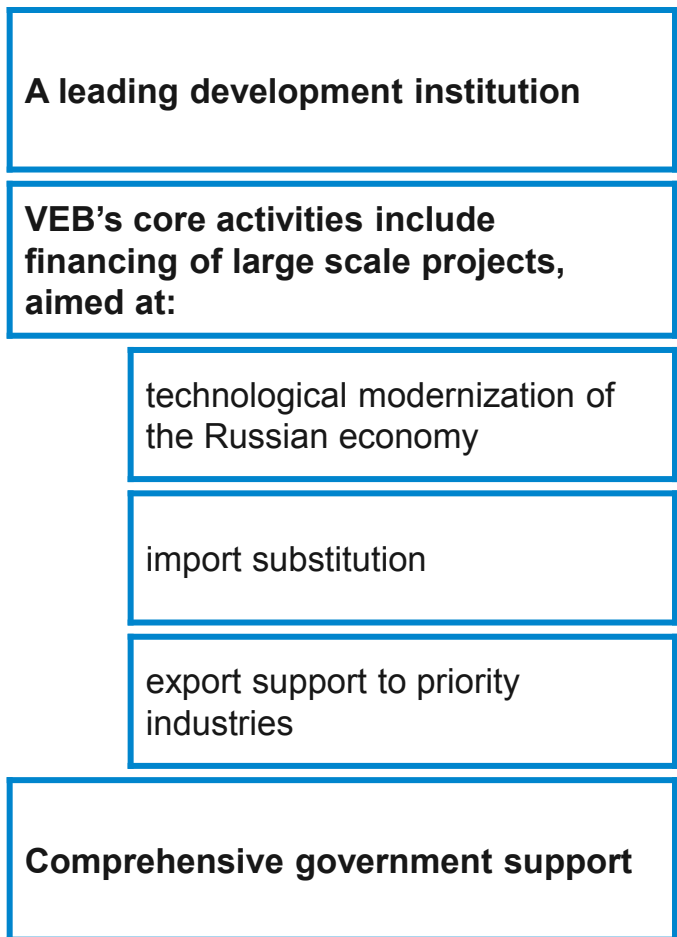 A leading development institution
VEB’s core activities include
financing of large scale projects,
aimed at:
technological modernization of
the Russian economy
import substitution
export support to priority
industries
Comprehensive government support